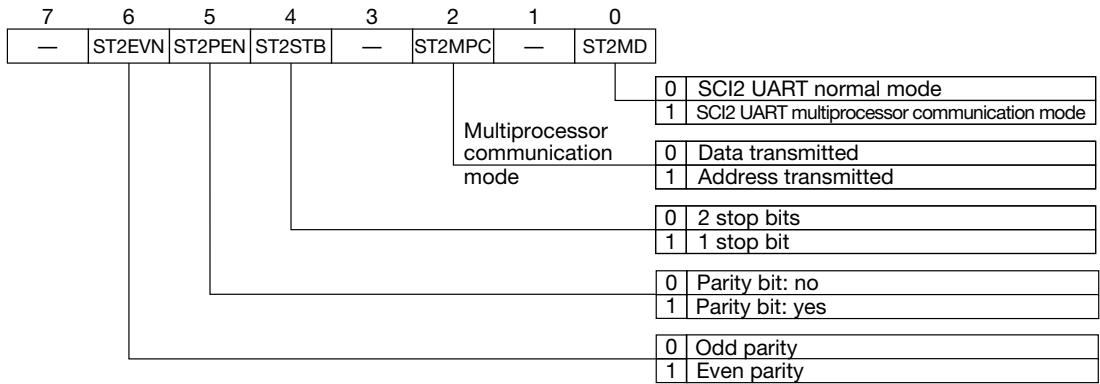 7 6 5 4 3 2 1 0
— ST2EVN ST2PEN ST2STB — ST2MPC — ST2MD
0 SCI2 UART normal mode
1 SCI2 UART multiprocessor communication mode
Multiprocessor
communication
mode
0 Data transmitted
1 Address transmitted
0 2 stop bits
1 1 stop bit
0 Parity bit: no
1 Parity bit: yes
0 Odd parity
1 Even parity